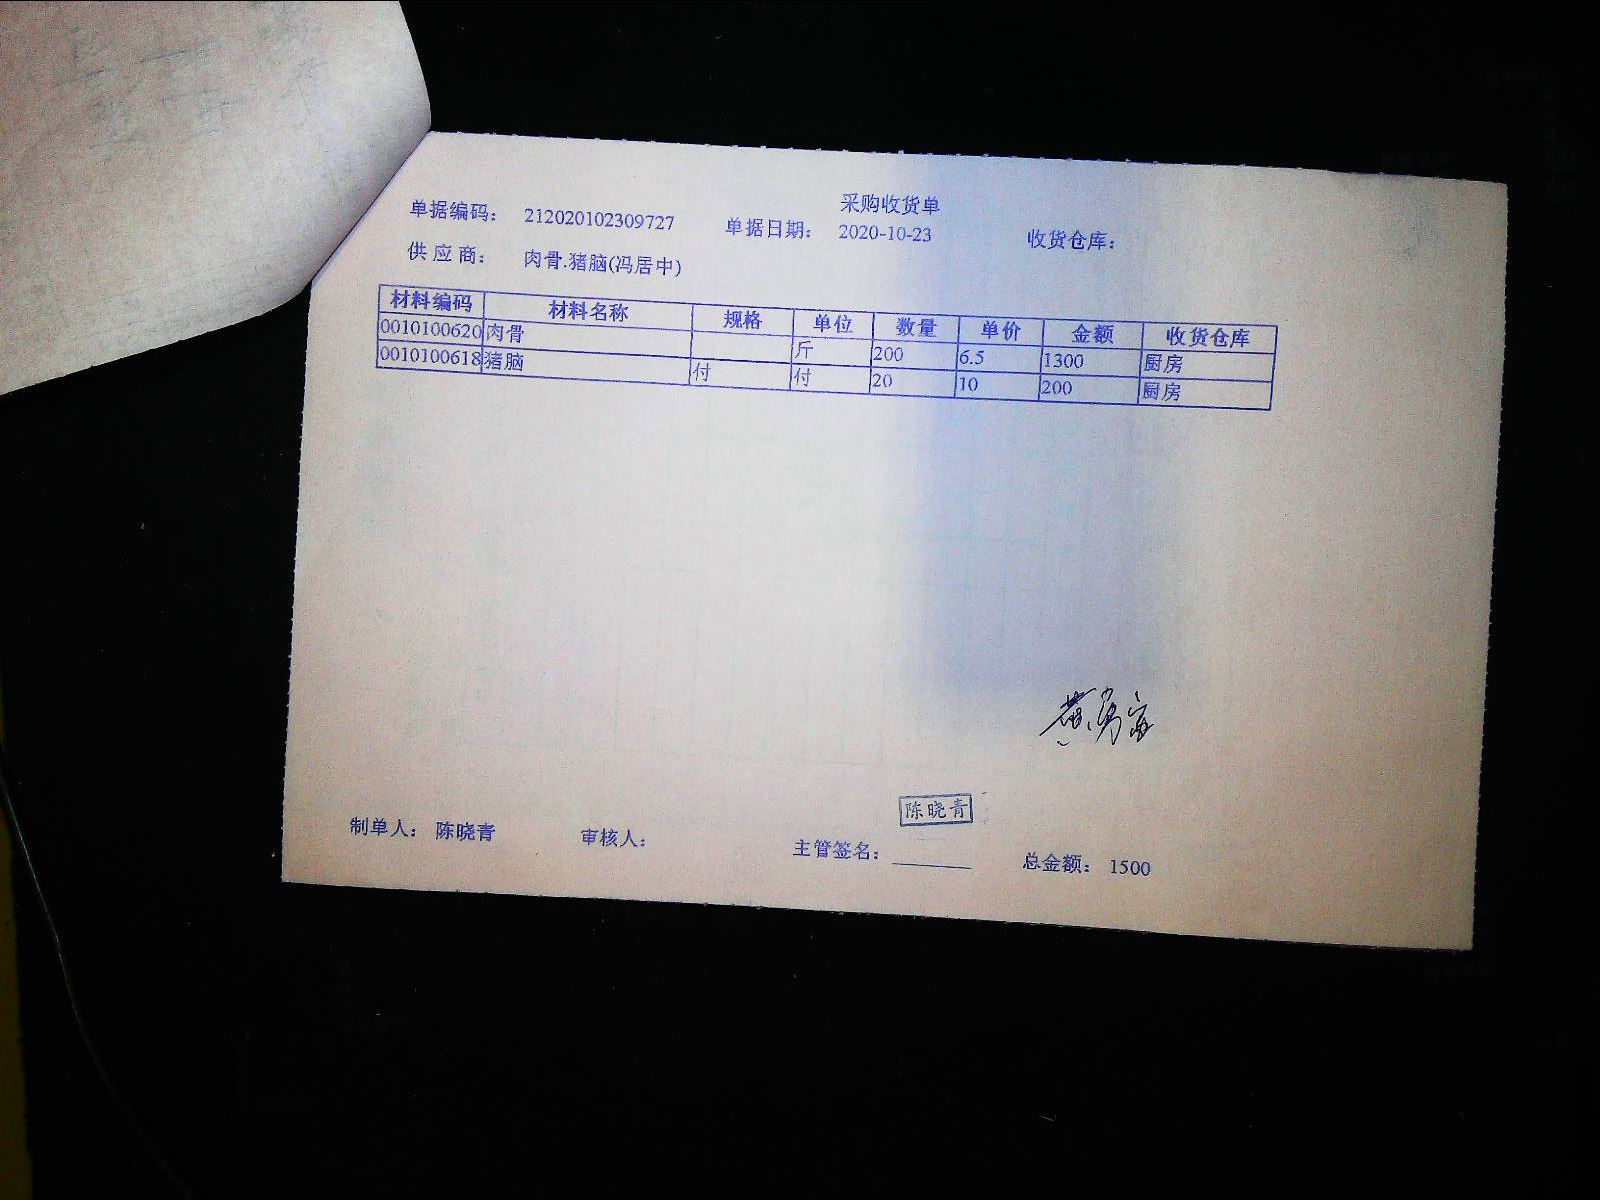 采购收货单
单据编码： 212020102309727 单据日期： 2020-10-23 收货仓库：
供 应 商： 肉骨.猪脑(冯居中)
材料编码 材料名称 规格 单位 数量 单价 金额 收货仓库
0010100620 肉骨 斤 200 6.5 1300 厨房
0010100618 猪脑 付 付 20 10 200 厨房
陈晓青
制单人： 陈晓青 审核人： 主管签名： 总金额： 1500